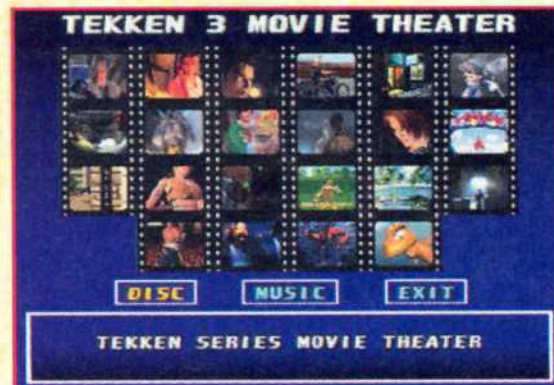 TEKKEN 3 MOVIE THEATER
DISC MUSIC EXIT
TEKKEN SERIES MOVIE THEATER